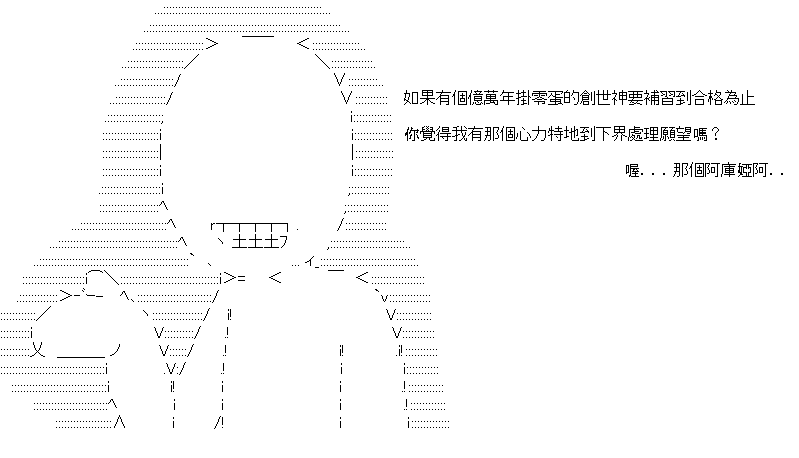 如果有個億萬年掛零蛋的創世神要補習到合格為止
你覺得我有那個心力特地到下界處理願望嗎？
喔...那個阿庫婭阿..